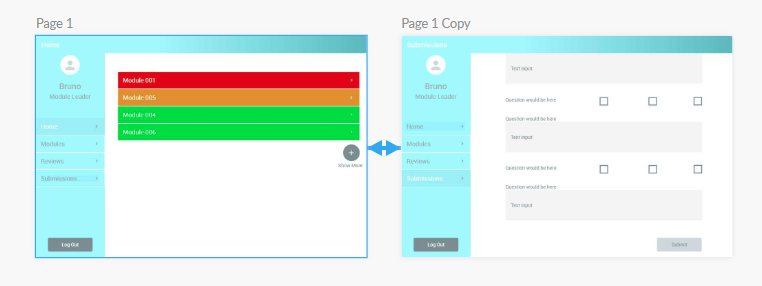 Page 1
Home
Bruno
Module Leader
Home
Modules
Reviews
Submissions
Log Out
Module 001
Module 005
Module 004
Module 006
+
Show More
Page 1 Copy
Submissions
Bruno
Module Leader
Home
Modules
Reviews
Submissions
Log Out
Text input
Question would be here
Question would be here
Text input
Question would be here
Question would be here
Text input
Submit